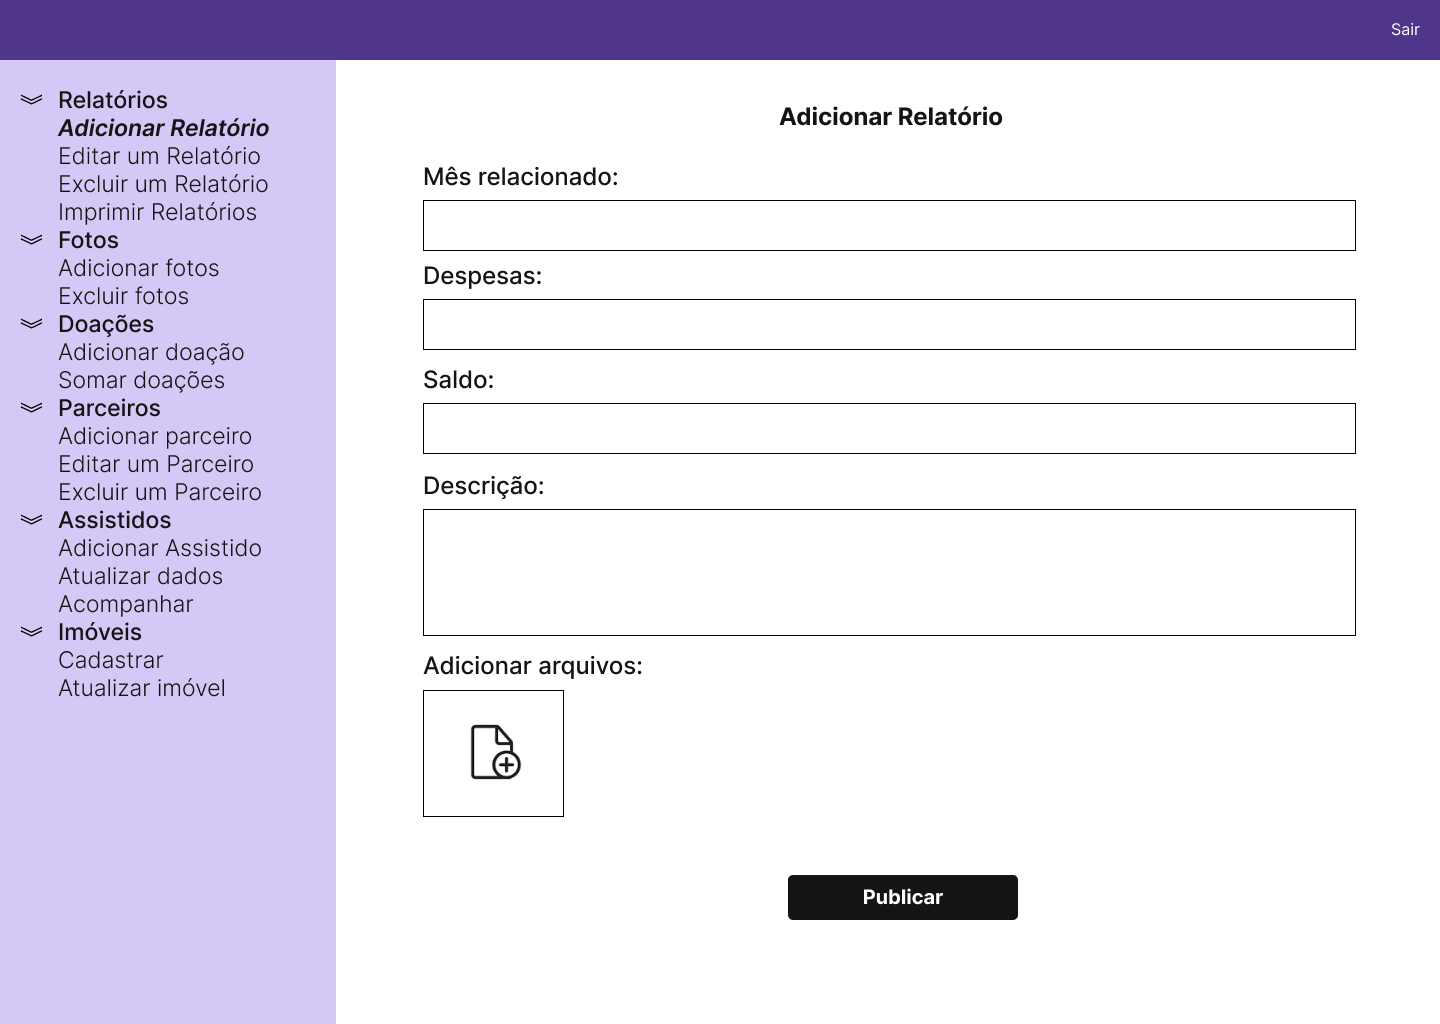 Sair
Relatórios
Adicionar Relatório
Editar um Relatório
Excluir um Relatório
Imprimir Relatórios
Fotos
Adicionar fotos
Excluir fotos
Doações
Adicionar doação
Somar doações
Parceiros
Adicionar parceiro
Editar um Parceiro
Excluir um Parceiro
Assistidos
Adicionar Assistido
Atualizar dados
Acompanhar
Imóveis
Cadastrar
Atualizar imóvel
Adicionar Relatório
Mês relacionado:
Despesas:
Saldo:
Descrição:
Adicionar arquivos:
Publicar